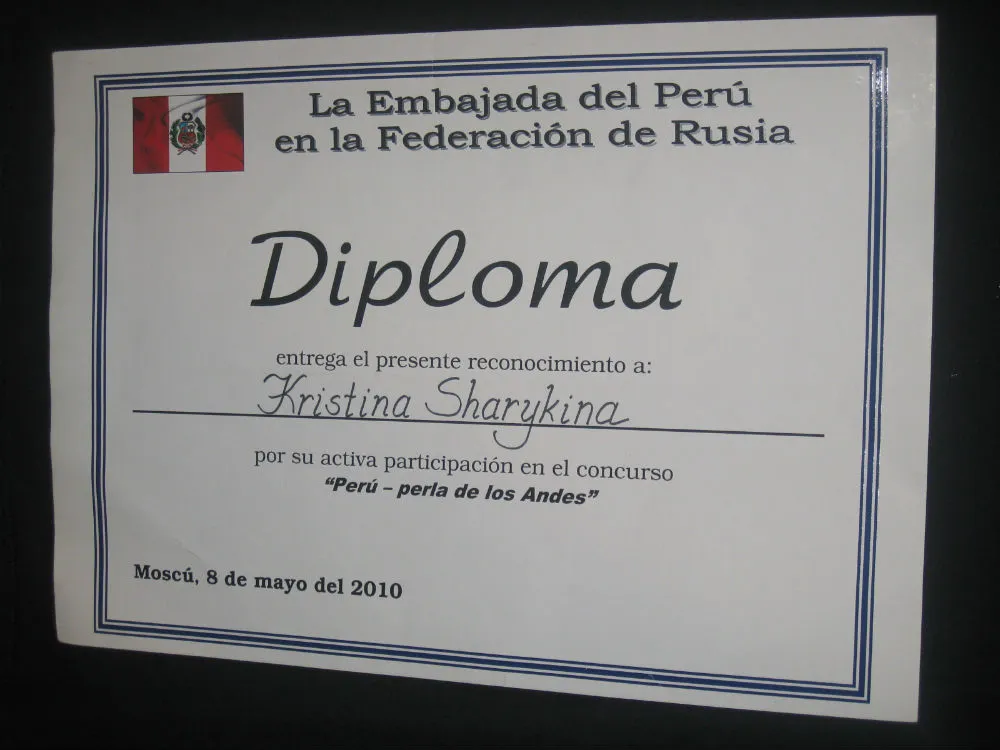 La Embajada del Perú
en la Federación de Rusia
Diploma
entrega el presente reconocimiento a:
Kristina Sharykina
por su activa participación en el concurso
“Perú – perla de los Andes”
Moscú, 8 de mayo del 2010